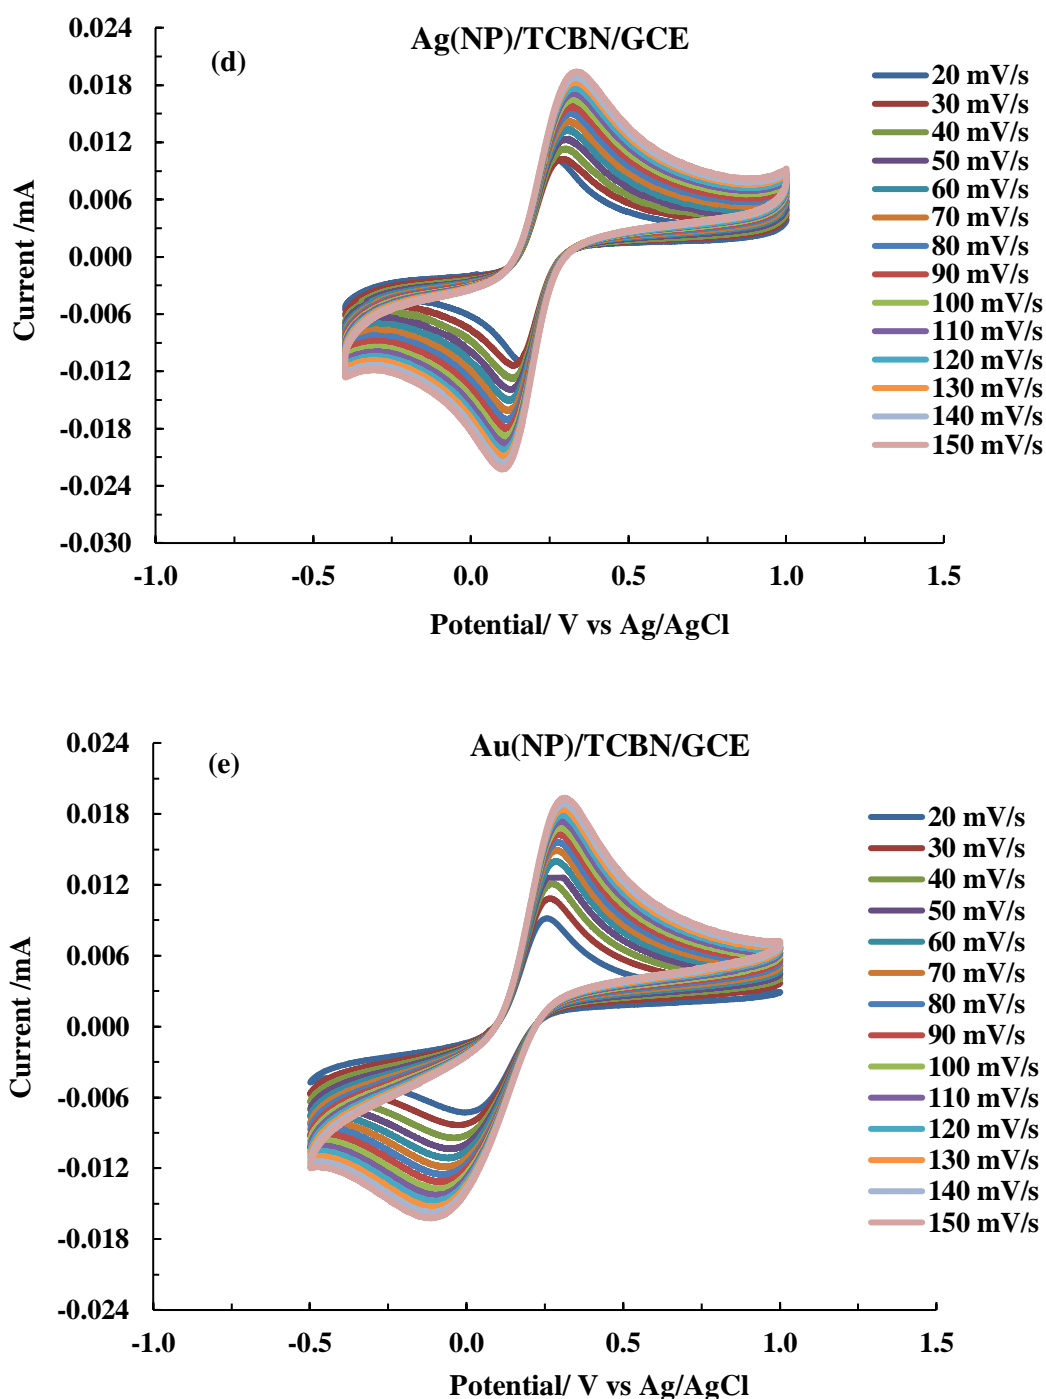 Ag(NP)/TCBN/GCE
(d)
0.024
0.018
0.012
0.006
0.000
-0.006
-0.012
-0.018
-0.024
-0.030
Current /mA
-1.0 -0.5 0.0 0.5 1.0 1.5
Potential/ V vs Ag/AgCl
20 mV/s
30 mV/s
40 mV/s
50 mV/s
60 mV/s
70 mV/s
80 mV/s
90 mV/s
100 mV/s
110 mV/s
120 mV/s
130 mV/s
140 mV/s
150 mV/s
Au(NP)/TCBN/GCE
(e)
0.024
0.018
0.012
0.006
0.000
-0.006
-0.012
-0.018
-0.024
Current /mA
-1.0 -0.5 0.0 0.5 1.0 1.5
Potential/ V vs Ag/AgCl
20 mV/s
30 mV/s
40 mV/s
50 mV/s
60 mV/s
70 mV/s
80 mV/s
90 mV/s
100 mV/s
110 mV/s
120 mV/s
130 mV/s
140 mV/s
150 mV/s